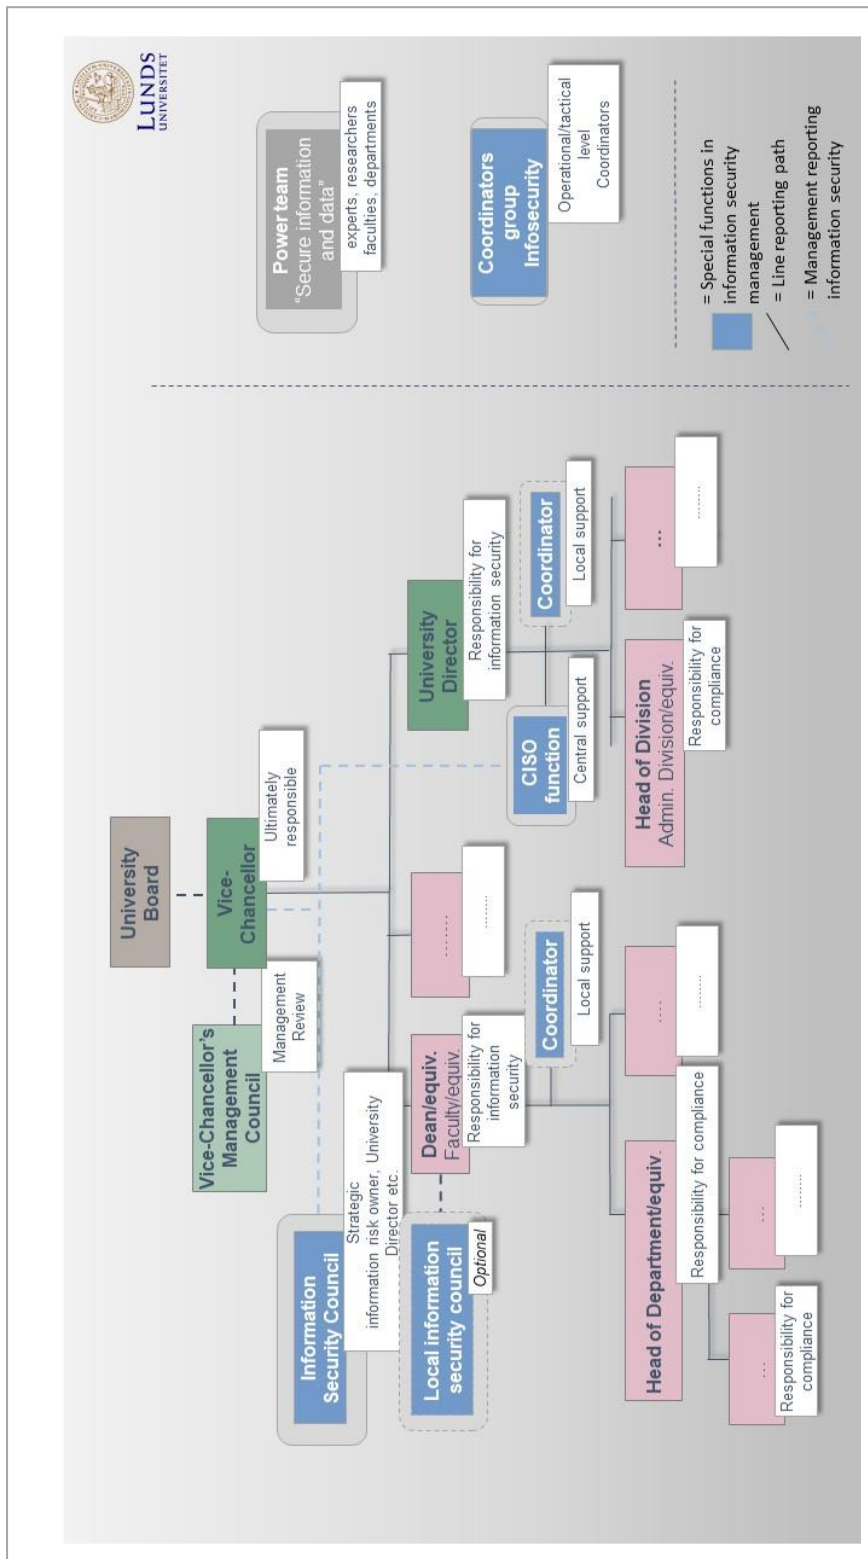 LUNDS
UNIVERSITET
University
Board
Vice-Chancellor's
Management
Council
Management
Review
Vice-
Chancellor
Ultimately
responsible
Power team
"Secure information
and data"
experts, researchers
faculties, departments
Information
Security Council
Strategic
information risk owner, University
Director etc.
Local information
security council
Optional
Dean/equiv.
Faculty/equiv.
Responsibility for
information
security
........
........
University
Director
Responsibility for
information security
Coordinators
group
Infosecurity
Operational/tactical
level
Coordinators
Coordinator
Local support
CISO
function
Central support
Coordinator
Local support
Head of Department/equiv.
Responsibility for compliance
....
........
Head of Division
Admin. Division/equiv.
Responsibility for
compliance
...
........
...
Responsibility for
compliance
...
........
= Special functions in
information security
management
= Line reporting path
= Management reporting
information security